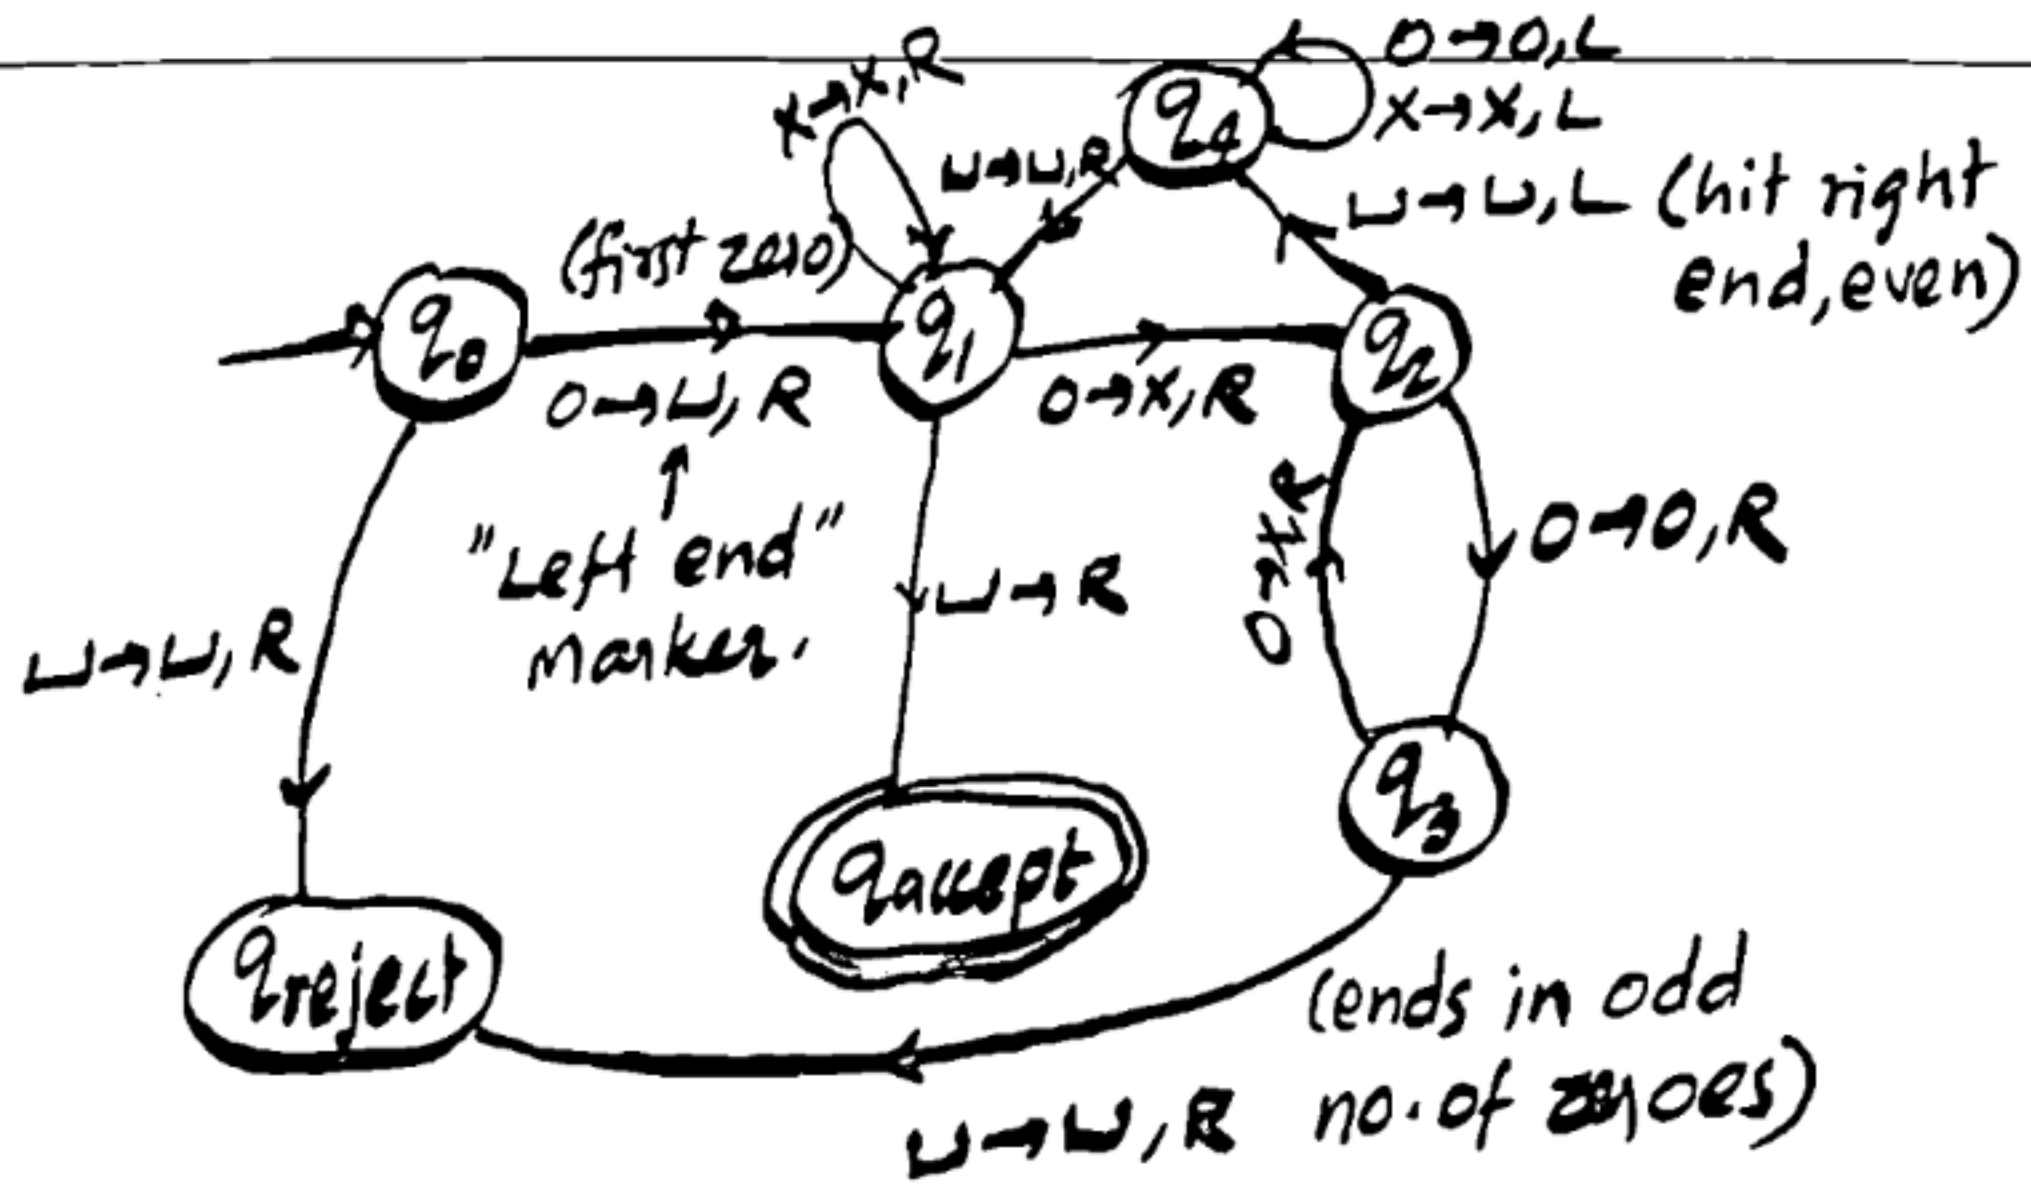 0→0, L
x→x, R
q4
x→x, L
⊔→⊔, R
⊔→⊔, L (hit right
end, even)
(first zero)
q0
q1
q2
0→⊔, R
0→x, R
↑
"Left end"
marker.
0→x, R
0→0, R
⊔→R
⊔→⊔, R
q3
qaccept
qreject
(ends in odd
no. of zeroes)
⊔→⊔, R